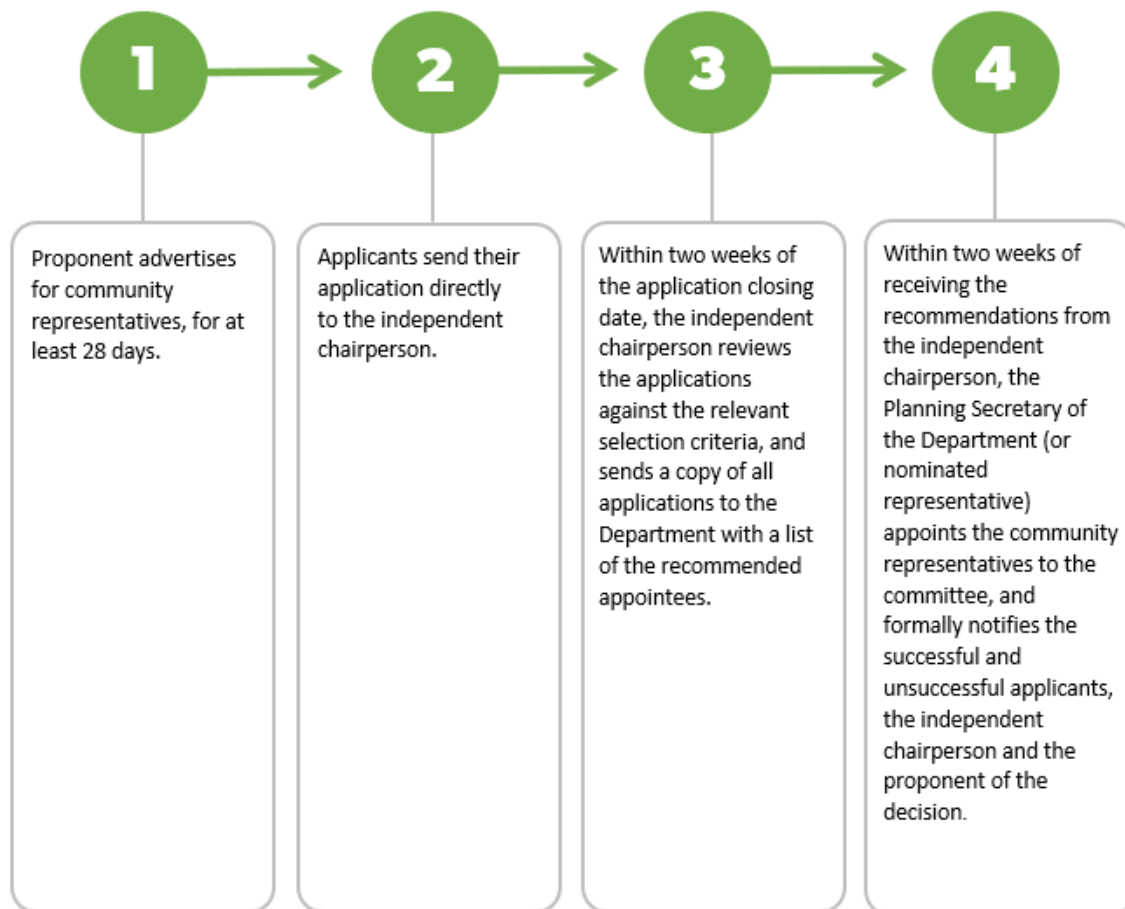 1
2
3
4
Proponent advertises
for community
representatives, for at
least 28 days.
Applicants send their
application directly
to the independent
chairperson.
Within two weeks of
the application closing
date, the independent
chairperson reviews
the applications
against the relevant
selection criteria, and
sends a copy of all
applications to the
Department with a list
of the recommended
appointees.
Within two weeks of
receiving the
recommendations from
the independent
chairperson, the
Planning Secretary of
the Department (or
nominated
representative)
appoints the community
representatives to the
committee, and
formally notifies the
successful and
unsuccessful applicants,
the independent
chairperson and the
proponent of the
decision.